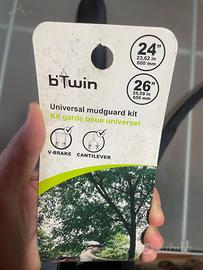 b'Twin
24"
23,62 in
600 mm
26"
25,59 in
650 mm
Universal mudguard kit
Kit garde boue universel
V-BRAKE
CANTILEVER